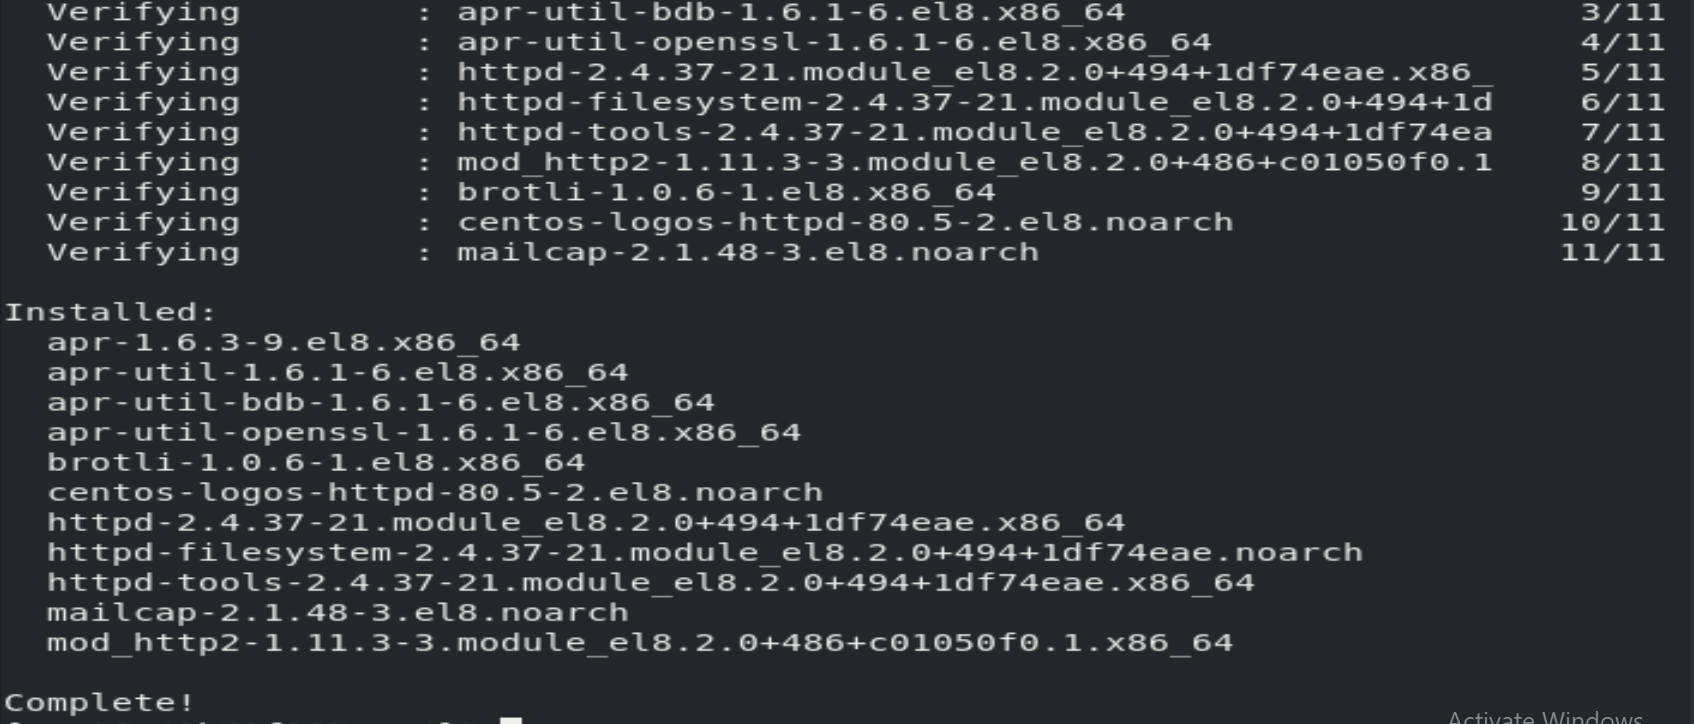 Verifying : apr-util-bdb-1.6.1-6.el8.x86_64 3/11
Verifying : apr-util-openssl-1.6.1-6.el8.x86_64 4/11
Verifying : httpd-2.4.37-21.module_el8.2.0+494+1df74eae.x86_ 5/11
Verifying : httpd-filesystem-2.4.37-21.module_el8.2.0+494+1d 6/11
Verifying : httpd-tools-2.4.37-21.module_el8.2.0+494+1df74ea 7/11
Verifying : mod_http2-1.11.3-3.module_el8.2.0+486+c01050f0.1 8/11
Verifying : brotli-1.0.6-1.el8.x86_64 9/11
Verifying : centos-logos-httpd-80.5-2.el8.noarch 10/11
Verifying : mailcap-2.1.48-3.el8.noarch 11/11
Installed:
apr-1.6.3-9.el8.x86_64
apr-util-1.6.1-6.el8.x86_64
apr-util-bdb-1.6.1-6.el8.x86_64
apr-util-openssl-1.6.1-6.el8.x86_64
brotli-1.0.6-1.el8.x86_64
centos-logos-httpd-80.5-2.el8.noarch
httpd-2.4.37-21.module_el8.2.0+494+1df74eae.x86_64
httpd-filesystem-2.4.37-21.module_el8.2.0+494+1df74eae.noarch
httpd-tools-2.4.37-21.module_el8.2.0+494+1df74eae.x86_64
mailcap-2.1.48-3.el8.noarch
mod_http2-1.11.3-3.module_el8.2.0+486+c01050f0.1.x86_64
Complete!
Activate Windows